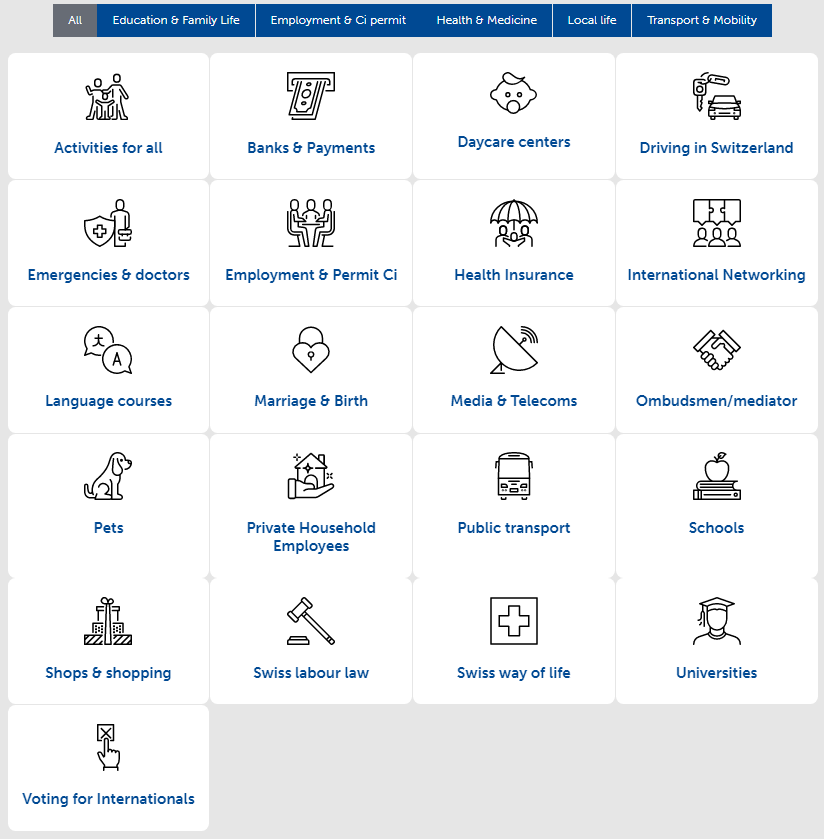 All
Education & Family Life
Employment & Ci permit
Health & Medicine
Local life
Transport & Mobility
Activities for all
Banks & Payments
Daycare centers
Driving in Switzerland
Emergencies & doctors
Employment & Permit Ci
Health Insurance
International Networking
大
A
Language courses
Marriage & Birth
Media & Telecoms
Ombudsmen/mediator
Pets
Private Household
Employees
Public transport
Schools
Shops & shopping
Swiss labour law
Swiss way of life
Universities
Voting for Internationals